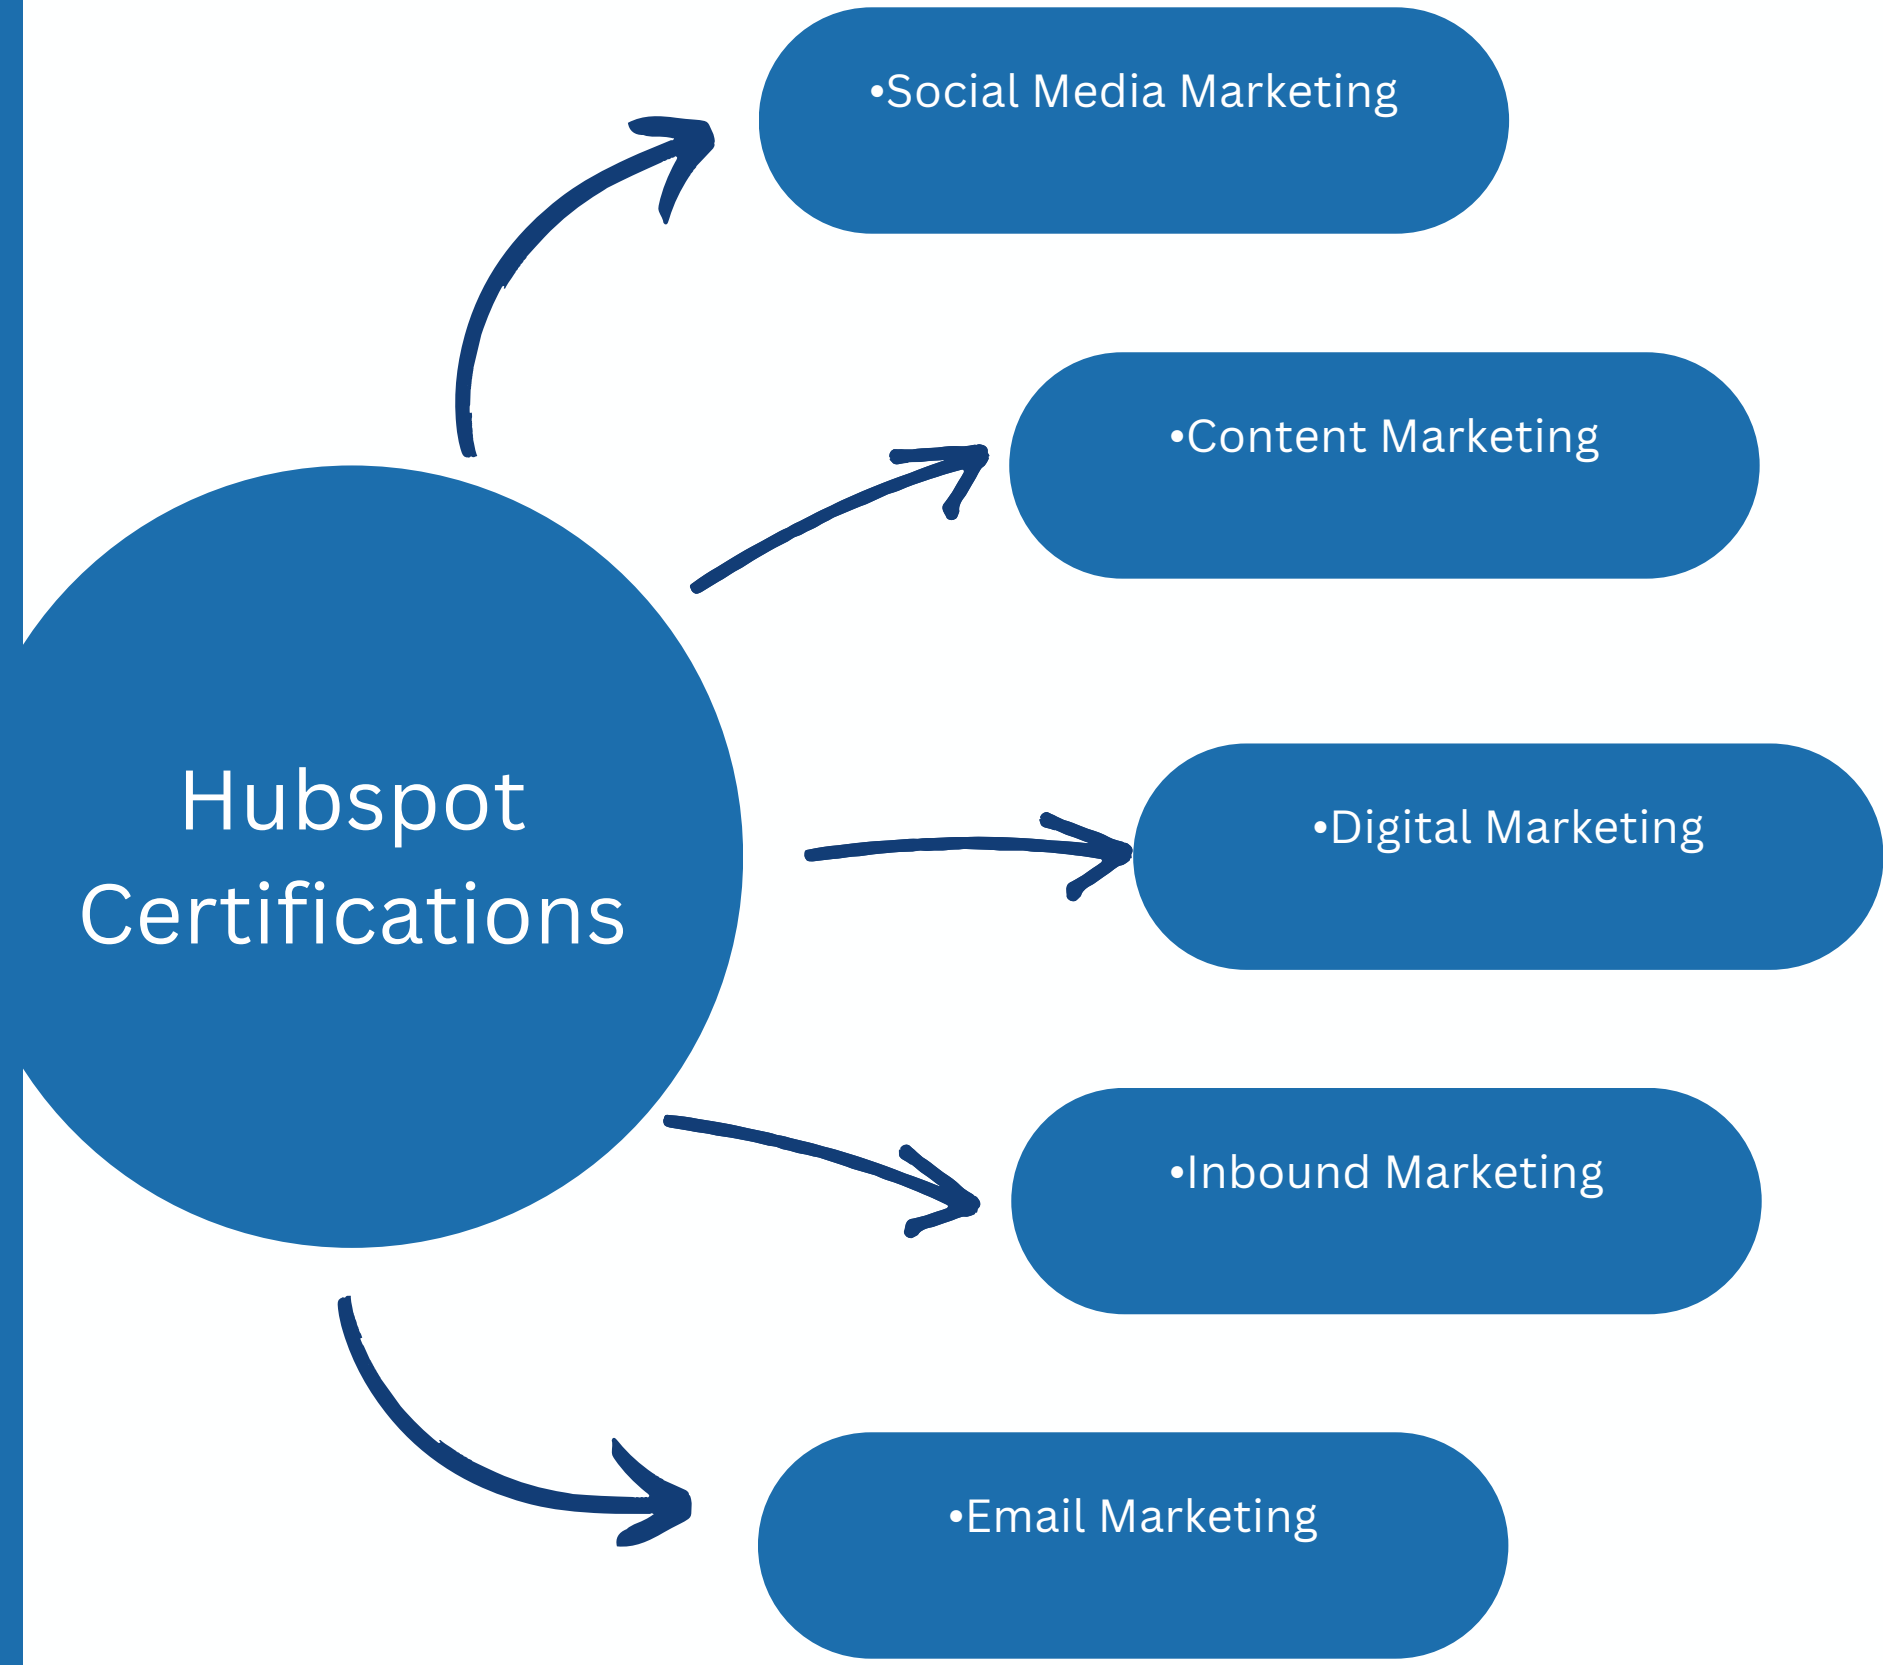 •Social Media Marketing
•Content Marketing
Hubspot
Certifications
•Digital Marketing
•Inbound Marketing
•Email Marketing